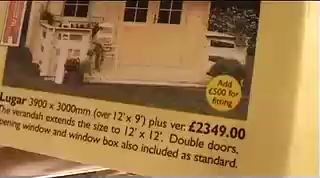 Add
£500 for
fitting
Lugar 3900 x 3000mm (over 12' x 9') plus ver. £2349.00
The verandah extends the size to 12' x 12'. Double doors,
pening window and window box also included as standard.